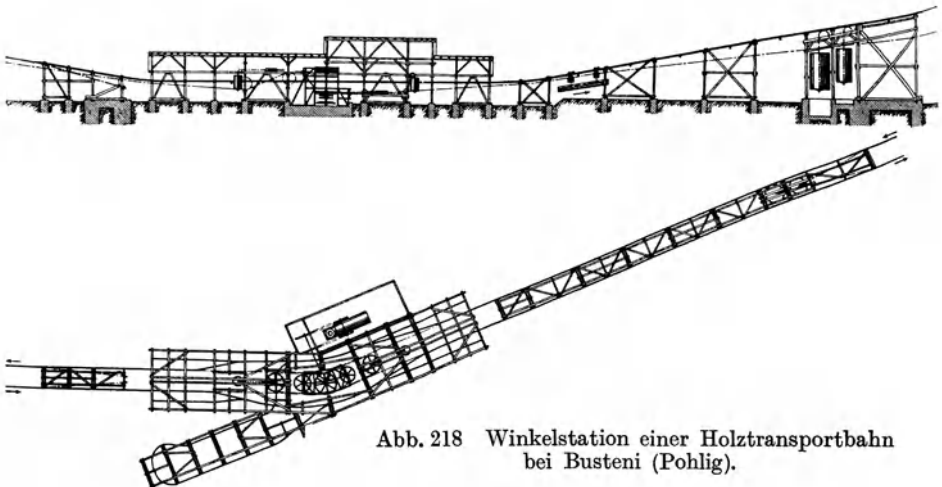 Abb. 218 Winkelstation einer Holztransportbahn
bei Busteni (Pohlig).